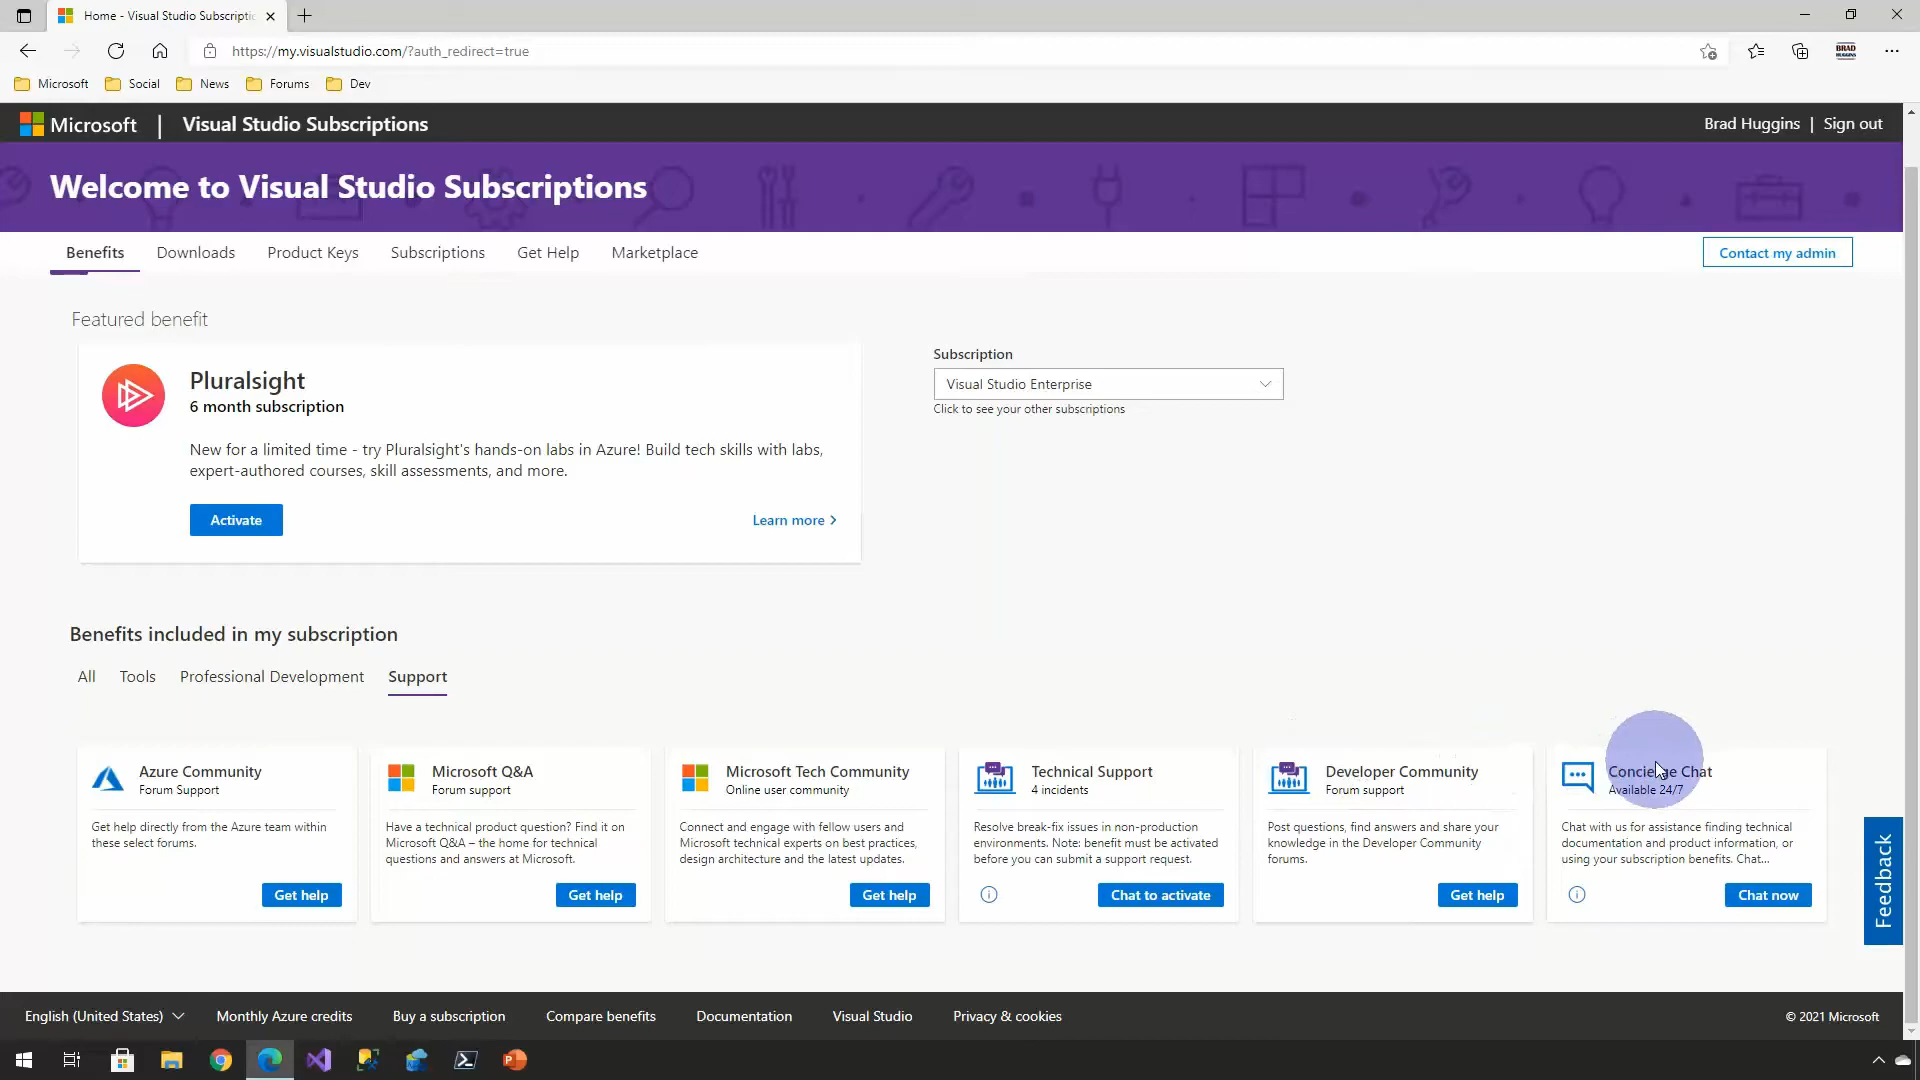 Home - Visual Studio Subscripti
https://my.visualstudio.com/?auth_redirect=true
BRAD
HUGGINS
Microsoft
Social
News
Forums
Dev
Microsoft | Visual Studio Subscriptions
Brad Huggins | Sign out
Welcome to Visual Studio Subscriptions
Benefits
Downloads
Product Keys
Subscriptions
Get Help
Marketplace
Contact my admin
Featured benefit
Pluralsight
6 month subscription
New for a limited time - try Pluralsight's hands-on labs in Azure! Build tech skills with labs,
expert-authored courses, skill assessments, and more.
Activate
Learn more
Subscription
Visual Studio Enterprise
Click to see your other subscriptions
Benefits included in my subscription
All
Tools
Professional Development
Support
Azure Community
Forum Support
Get help directly from the Azure team within
these select forums.
Get help
Microsoft Q&A
Forum support
Have a technical product question? Find it on
Microsoft Q&A – the home for technical
questions and answers at Microsoft.
Get help
Microsoft Tech Community
Online user community
Connect and engage with fellow users and
Microsoft technical experts on best practices,
design architecture and the latest updates.
Get help
Technical Support
4 incidents
Resolve break-fix issues in non-production
environments. Note: benefit must be activated
before you can submit a support request.
Chat to activate
Developer Community
Forum support
Post questions, find answers and share your
knowledge in the Developer Community
forums.
Get help
Concierge Chat
Available 24/7
Chat with us for assistance finding technical
documentation and product information, or
using your subscription benefits. Chat...
Chat now
Feedback
English (United States)
Monthly Azure credits
Buy a subscription
Compare benefits
Documentation
Visual Studio
Privacy & cookies
© 2021 Microsoft